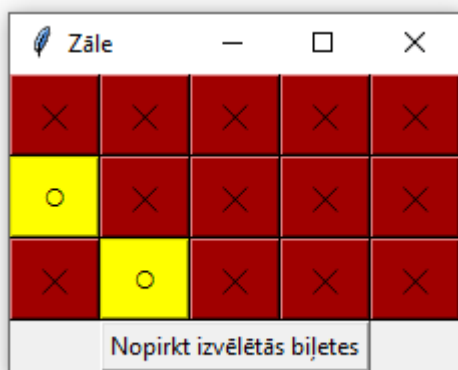 Zāle
× × × × ×
○ × × × ×
× ○ × × ×
Nopirkt izvēlētās biļetes